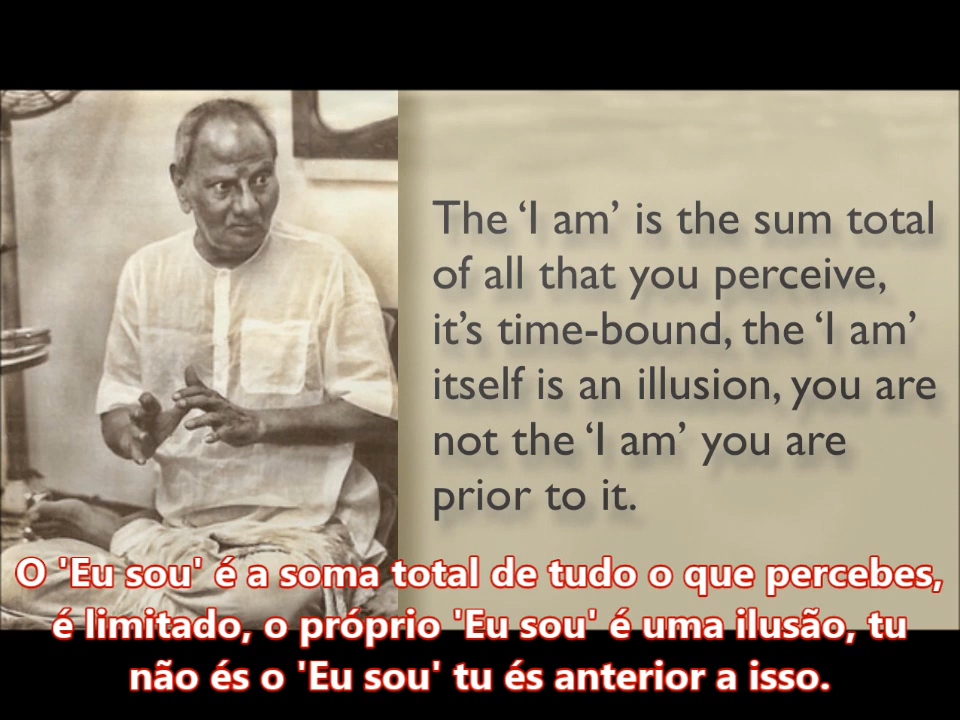 The ‘I am’ is the sum total
of all that you perceive,
it’s time-bound, the ‘I am’
itself is an illusion, you are
not the ‘I am’ you are
prior to it.
O 'Eu sou' é a soma total de tudo o que percebes,
é limitado, o próprio 'Eu sou' é uma ilusão, tu
não és o 'Eu sou' tu és anterior a isso.